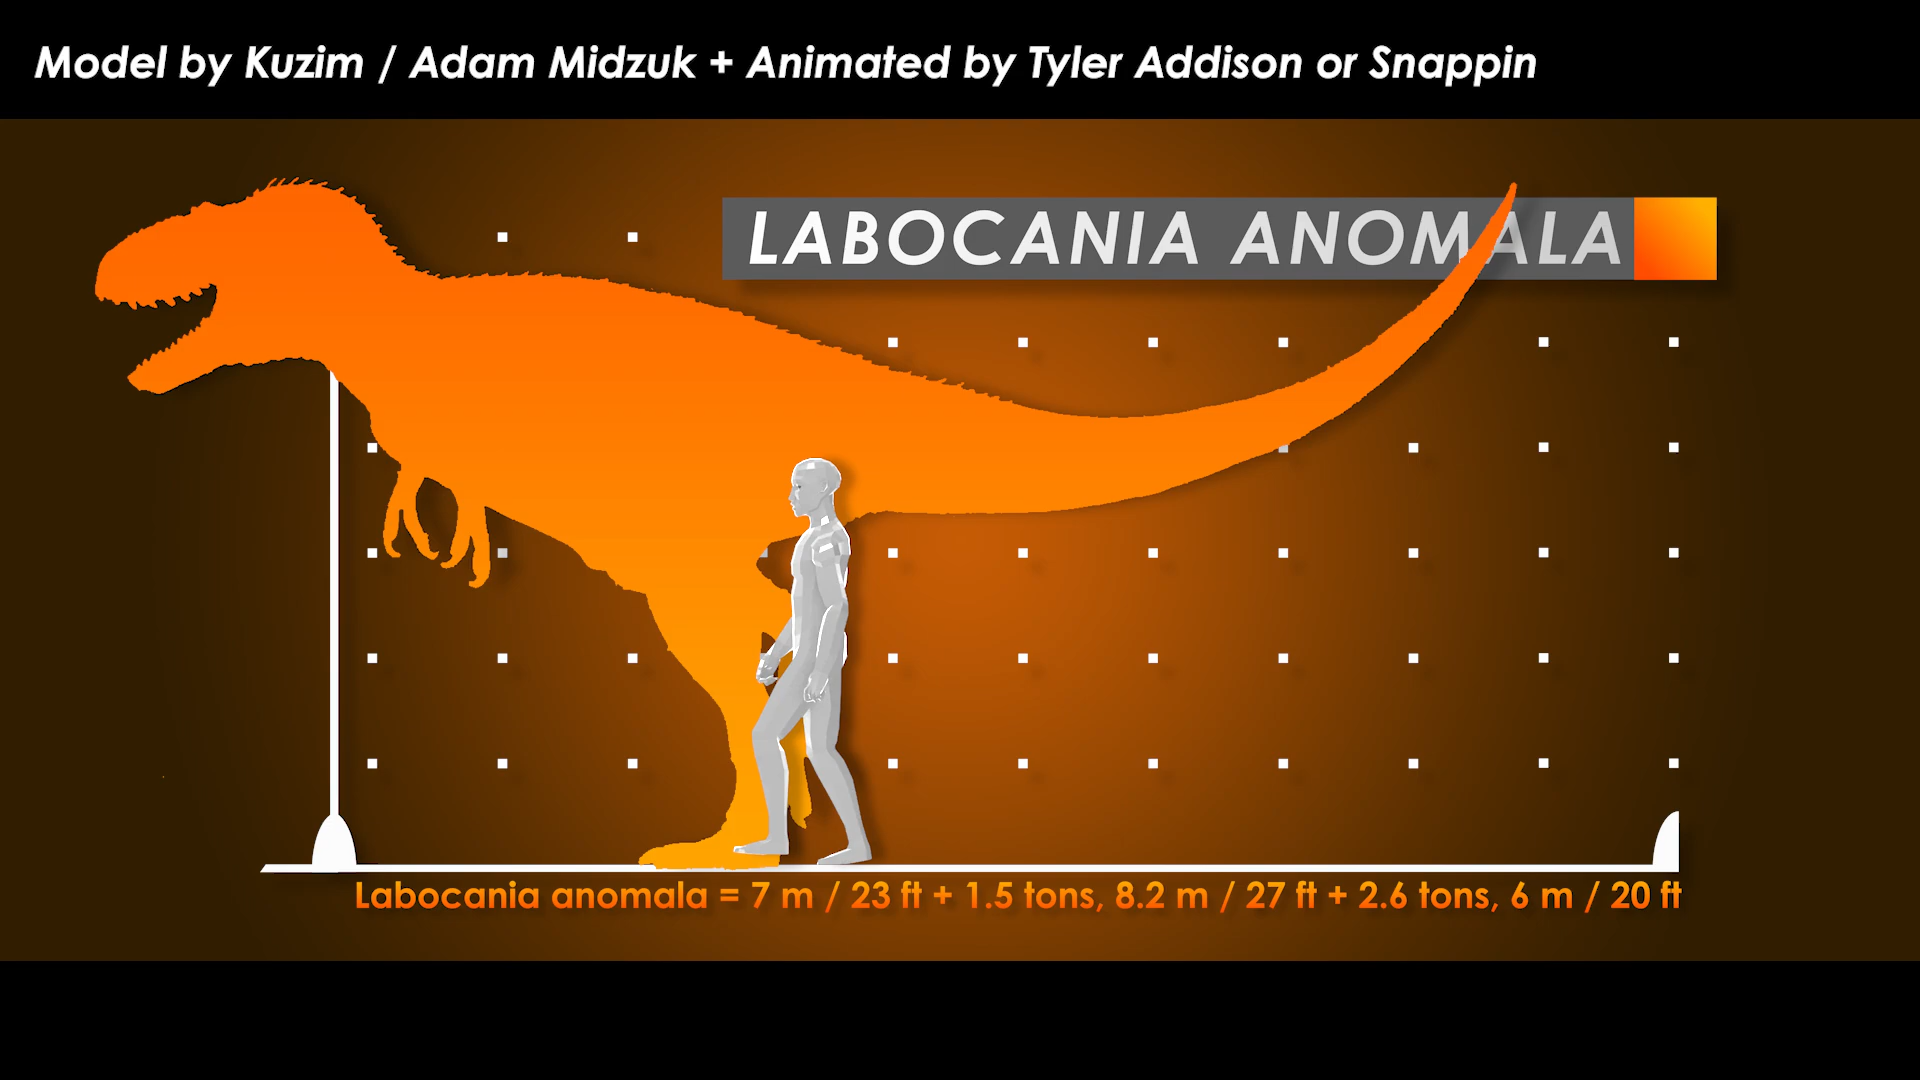 Model by Kuzim / Adam Midzuk + Animated by Tyler Addison or Snappin
LABOCANIA ANOMALA
Labocania anomala = 7 m / 23 ft + 1.5 tons, 8.2 m / 27 ft + 2.6 tons, 6 m / 20 ft